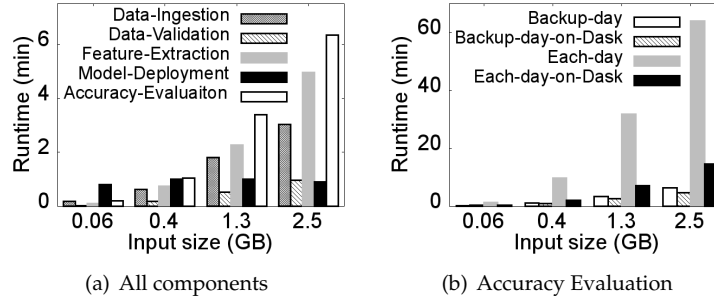 Data-Ingestion
Data-Validation
Feature-Extraction
Model-Deployment
Accuracy-Evaluaiton
Runtime (min)
6
4
2
0
0.06 0.4 1.3 2.5
Input size (GB)
(a) All components
Backup-day
Backup-day-on-Dask
Each-day
Each-day-on-Dask
Runtime (min)
60
40
20
0
0.06 0.4 1.3 2.5
Input size (GB)
(b) Accuracy Evaluation